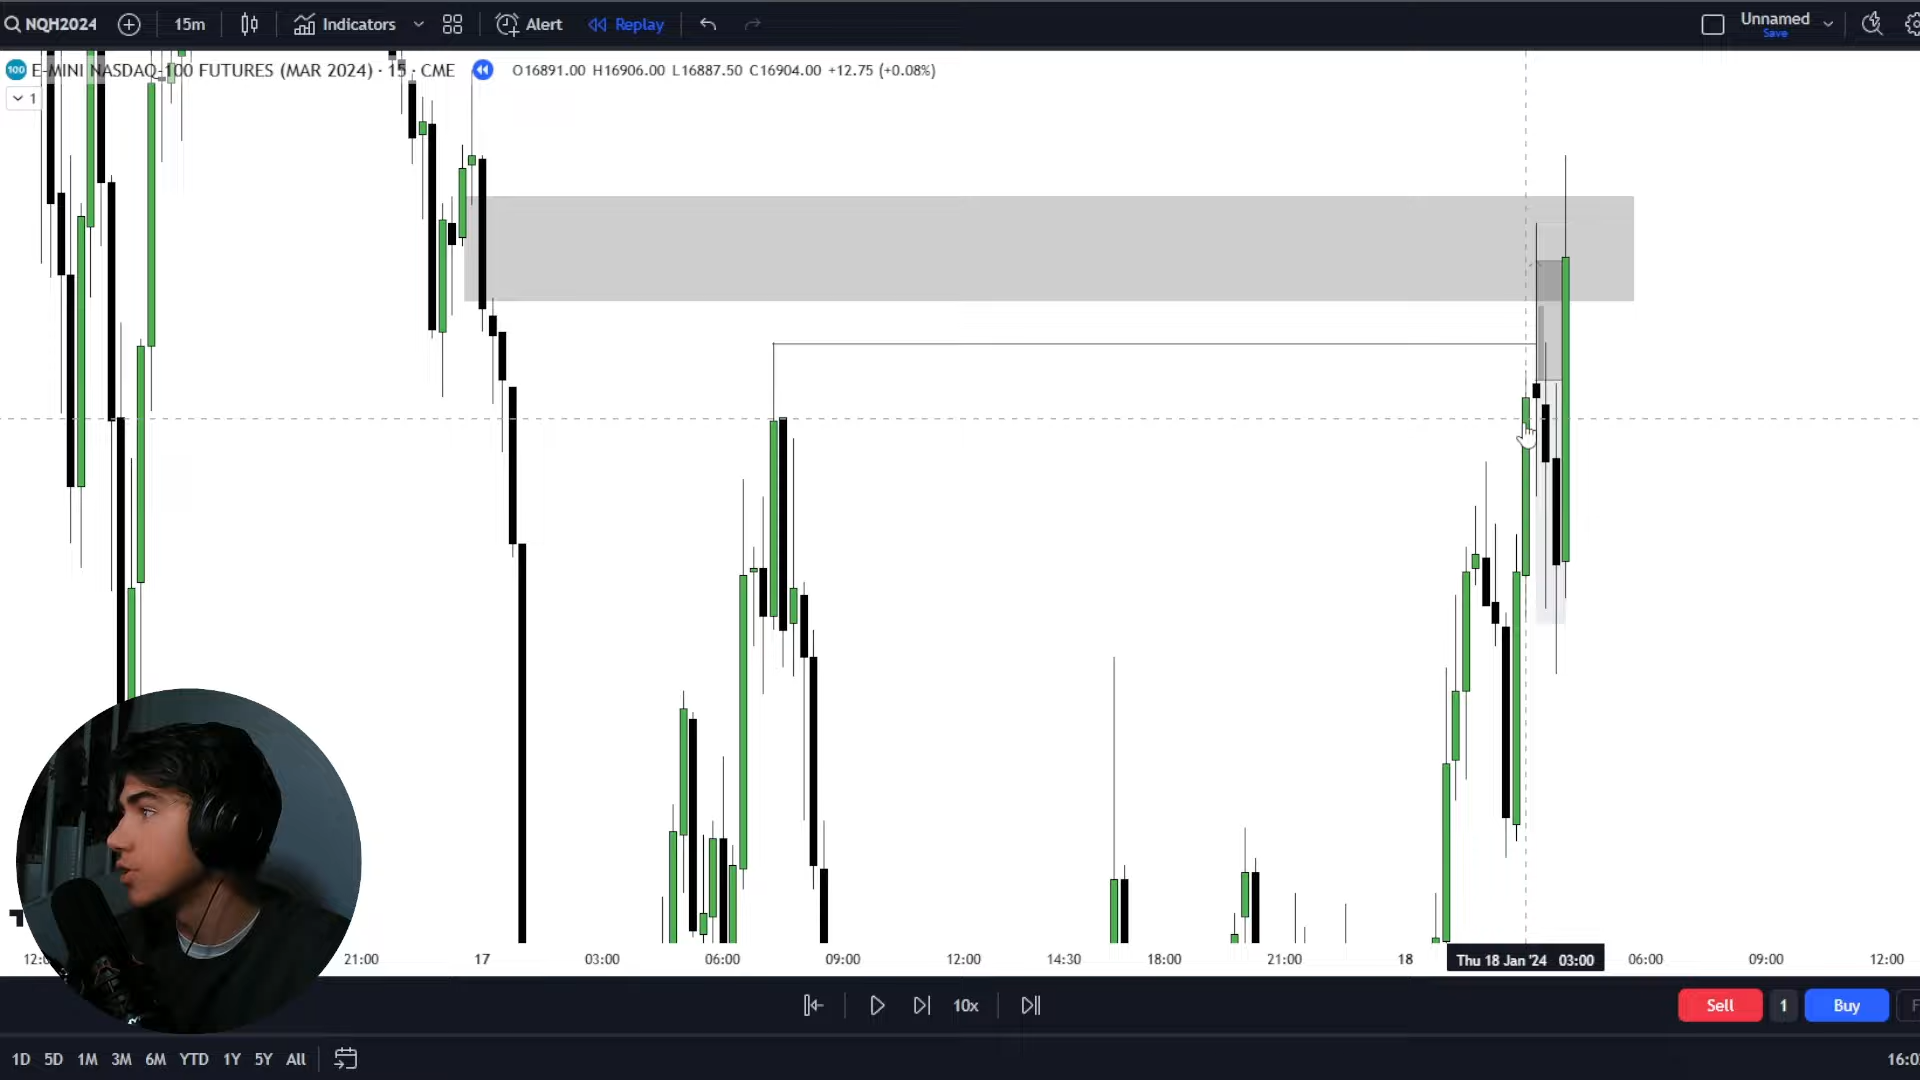 NQH2024 15m Indicators Alert Replay Unnamed
Save
100 E-MINI NASDAQ-100 FUTURES (MAR 2024) · 15 · CME O16891.00 H16906.00 L16887.50 C16904.00 +12.75 (+0.08%)
1
21:00 17 03:00 06:00 09:00 12:00 14:30 18:00 21:00 18 Thu 18 Jan '24 03:00 06:00 09:00 12:00
10x Sell 1 Buy
1D 5D 1M 3M 6M YTD 1Y 5Y All